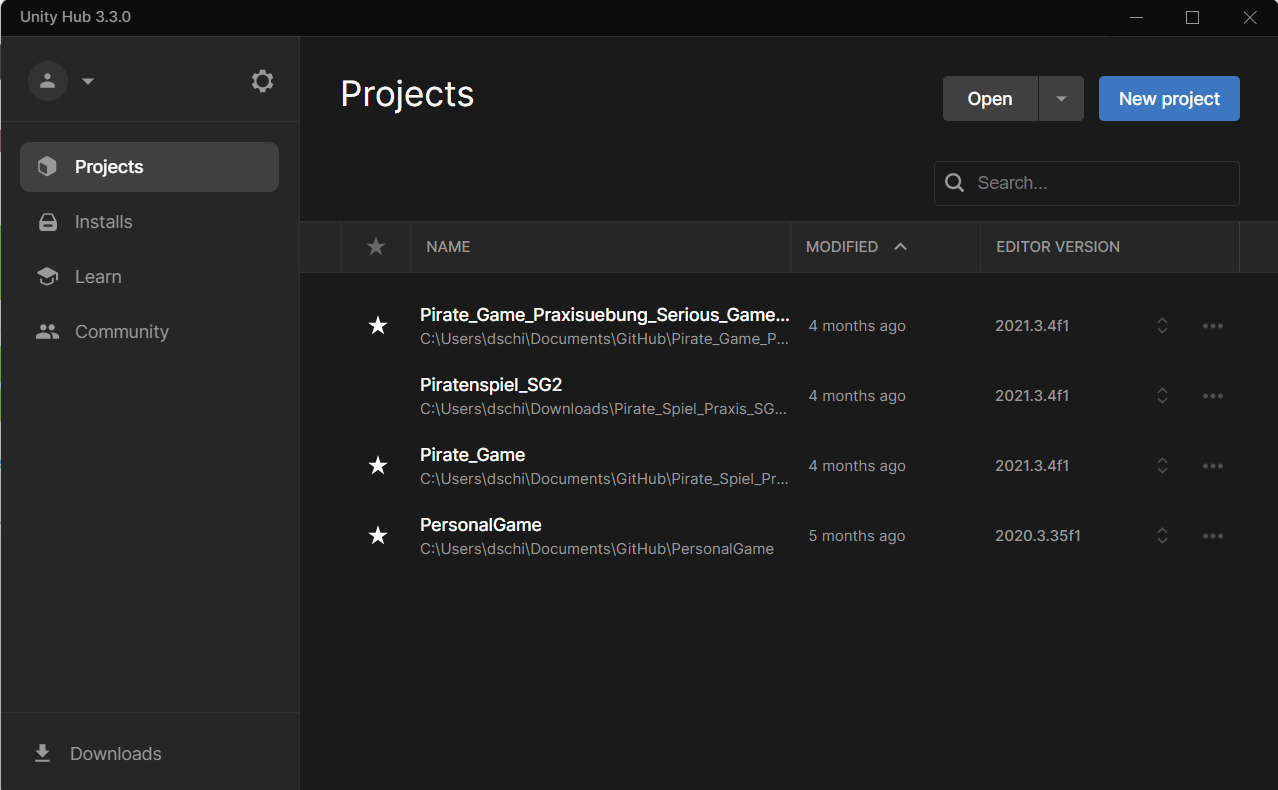 Unity Hub 3.3.0
Projects
Open
New project
Projects
Installs
Learn
Community
Search...
NAME
MODIFIED
EDITOR VERSION
Pirate_Game_Praxisuebung_Serious_Game...
C:\Users\dschi\Documents\GitHub\Pirate_Game_P...
4 months ago
2021.3.4f1
Piratenspiel_SG2
C:\Users\dschi\Downloads\Pirate_Spiel_Praxis_SG...
4 months ago
2021.3.4f1
Pirate_Game
C:\Users\dschi\Documents\GitHub\Pirate_Spiel_Pr...
4 months ago
2021.3.4f1
PersonalGame
C:\Users\dschi\Documents\GitHub\PersonalGame
5 months ago
2020.3.35f1
Downloads